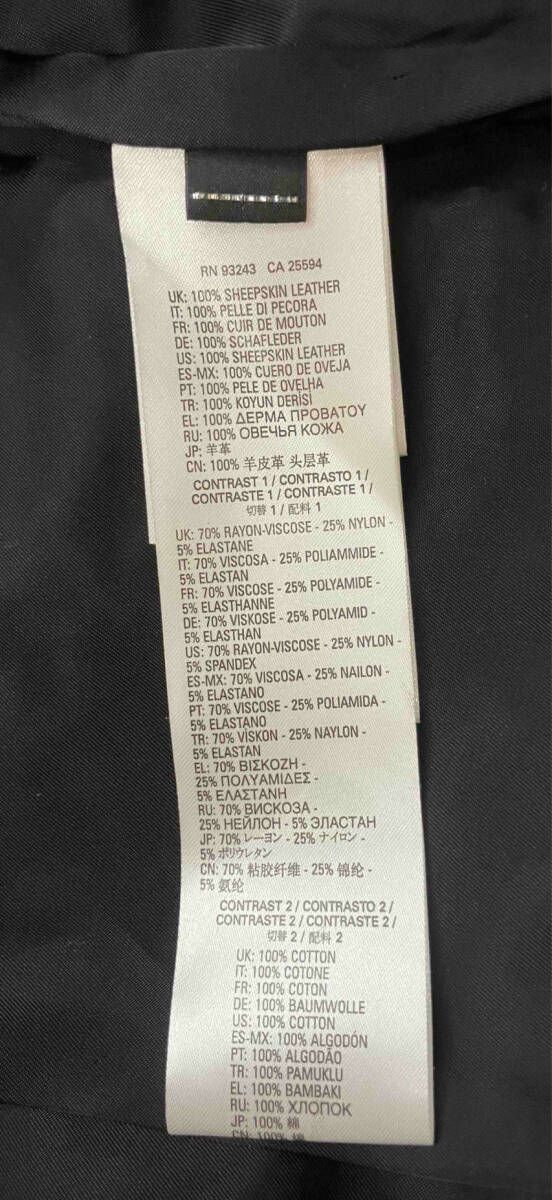 RN 93243 CA 25594
UK: 100% SHEEPSKIN LEATHER
IT: 100% PELLE DI PECORA
FR: 100% CUIR DE MOUTON
DE: 100% SCHAFLEDER
US: 100% SHEEPSKIN LEATHER
ES-MX: 100% CUERO DE OVEJA
PT: 100% PELE DE OVELHA
TR: 100% KOYUN DERİSİ
EL: 100% ΔΕΡΜΑ ΠΡΟΒΑΤΟΥ
RU: 100% ОВЕЧЬЯ КОЖА
JP: 羊革
CN: 100% 羊皮革 头层革
CONTRAST 1 / CONTRASTO 1 /
CONTRASTE 1 / CONTRASTE 1 /
切替 1 / 配料 1
UK: 70% RAYON-VISCOSE - 25% NYLON -
5% ELASTANE
IT: 70% VISCOSA - 25% POLIAMMIDE -
5% ELASTAN
FR: 70% VISCOSE - 25% POLYAMIDE -
5% ELASTHANNE
DE: 70% VISKOSE - 25% POLYAMID -
5% ELASTHAN
US: 70% RAYON-VISCOSE - 25% NYLON -
5% SPANDEX
ES-MX: 70% VISCOSA - 25% NAILON -
5% ELASTANO
PT: 70% VISCOSE - 25% POLIAMIDA -
5% ELASTANO
TR: 70% VİSKON - 25% NAYLON -
5% ELASTAN
EL: 70% ΒΙΣΚΟΖΗ -
25% ΠΟΛΥΑΜΙΔΕΣ -
5% ΕΛΑΣΤΑΝΗ
RU: 70% ВИСКОЗА -
25% НЕЙЛОН - 5% ЭЛАСТАН
JP: 70% レーヨン - 25% ナイロン -
5% ポリウレタン
CN: 70% 粘胶纤维 - 25% 锦纶 -
5% 氨纶
CONTRAST 2 / CONTRASTO 2 /
CONTRASTE 2 / CONTRASTE 2 /
切替 2 / 配料 2
UK: 100% COTTON
IT: 100% COTONE
FR: 100% COTON
DE: 100% BAUMWOLLE
US: 100% COTTON
ES-MX: 100% ALGODÓN
PT: 100% ALGODÃO
TR: 100% PAMUKLU
EL: 100% ΒΑΜΒΑΚΙ
RU: 100% ХЛОПОК
JP: 100% 綿
CN: 100% 棉